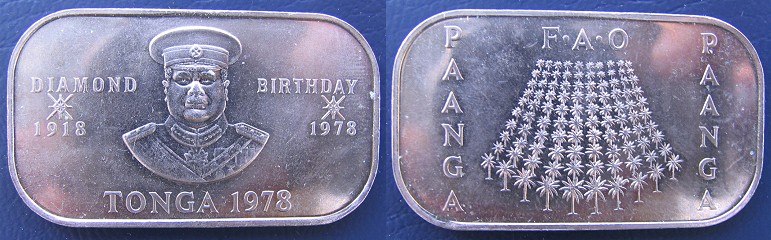 DIAMOND BIRTHDAY
1918 1978
TONGA 1978
F·A·O
PAANGA
PAANGA